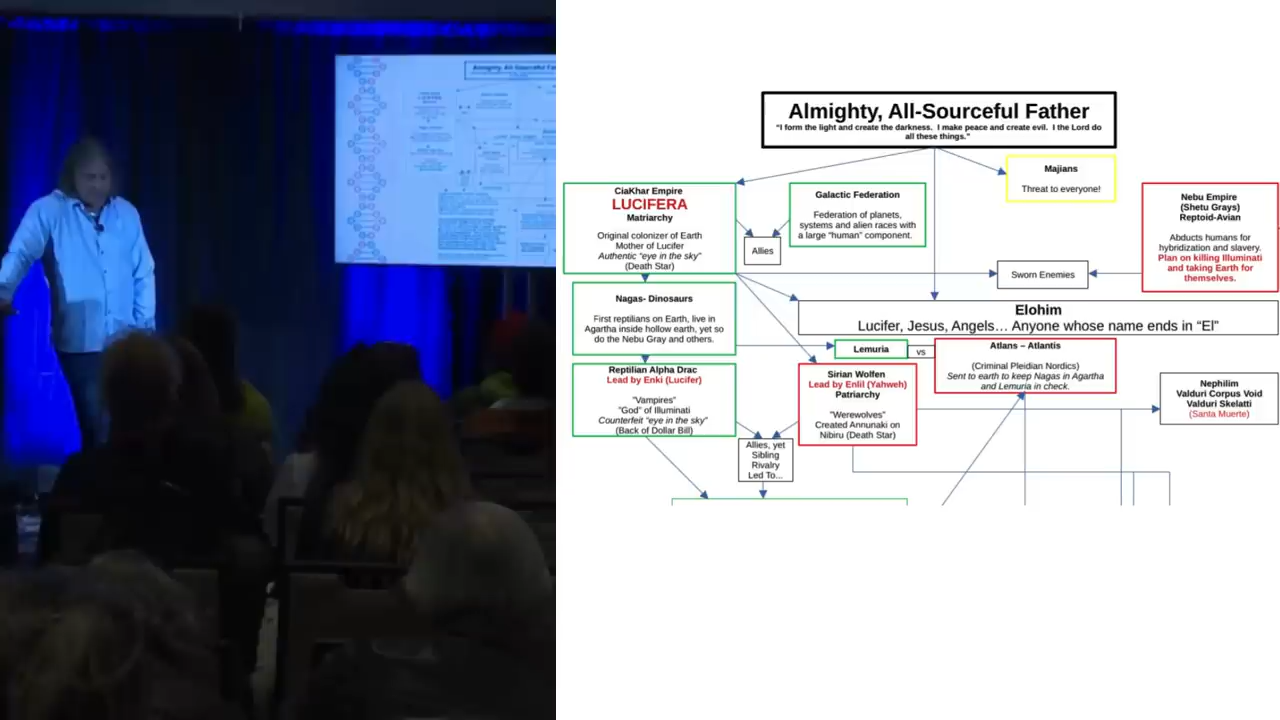 Almighty, All-Sourceful Father
"I form the light and create the darkness. I make peace and create evil. I the Lord do
all these things."
CiaKhar Empire
LUCIFERA
Matriarchy
Original colonizer of Earth
Mother of Lucifer
Authentic "eye in the sky"
(Death Star)
Allies
Galactic Federation
Federation of planets,
systems and alien races with
a large "human" component.
Majians
Threat to everyone!
Nebu Empire
(Shetu Grays)
Reptoid-Avian
Abducts humans for
hybridization and slavery.
Plan on killing Illuminati
and taking Earth for
themselves.
Sworn Enemies
Nagas- Dinosaurs
First reptilians on Earth, live in
Agartha inside hollow earth, yet so
do the Nebu Gray and others.
Elohim
Lucifer, Jesus, Angels… Anyone whose name ends in "El"
Lemuria
vs
Atlans – Atlantis
(Criminal Pleidian Nordics)
Sent to earth to keep Nagas in Agartha
and Lemuria in check.
Reptilian Alpha Drac
Lead by Enki (Lucifer)
"Vampires"
"God" of Illuminati
Counterfeit "eye in the sky"
(Back of Dollar Bill)
Sirian Wolfen
Lead by Enlil (Yahweh)
Patriarchy
"Werewolves"
Created Annunaki on
Nibiru (Death Star)
Nephilim
Valduri Corpus Void
Valduri Skelatti
(Santa Muerte)
Allies, yet
Sibling
Rivalry
Led To...